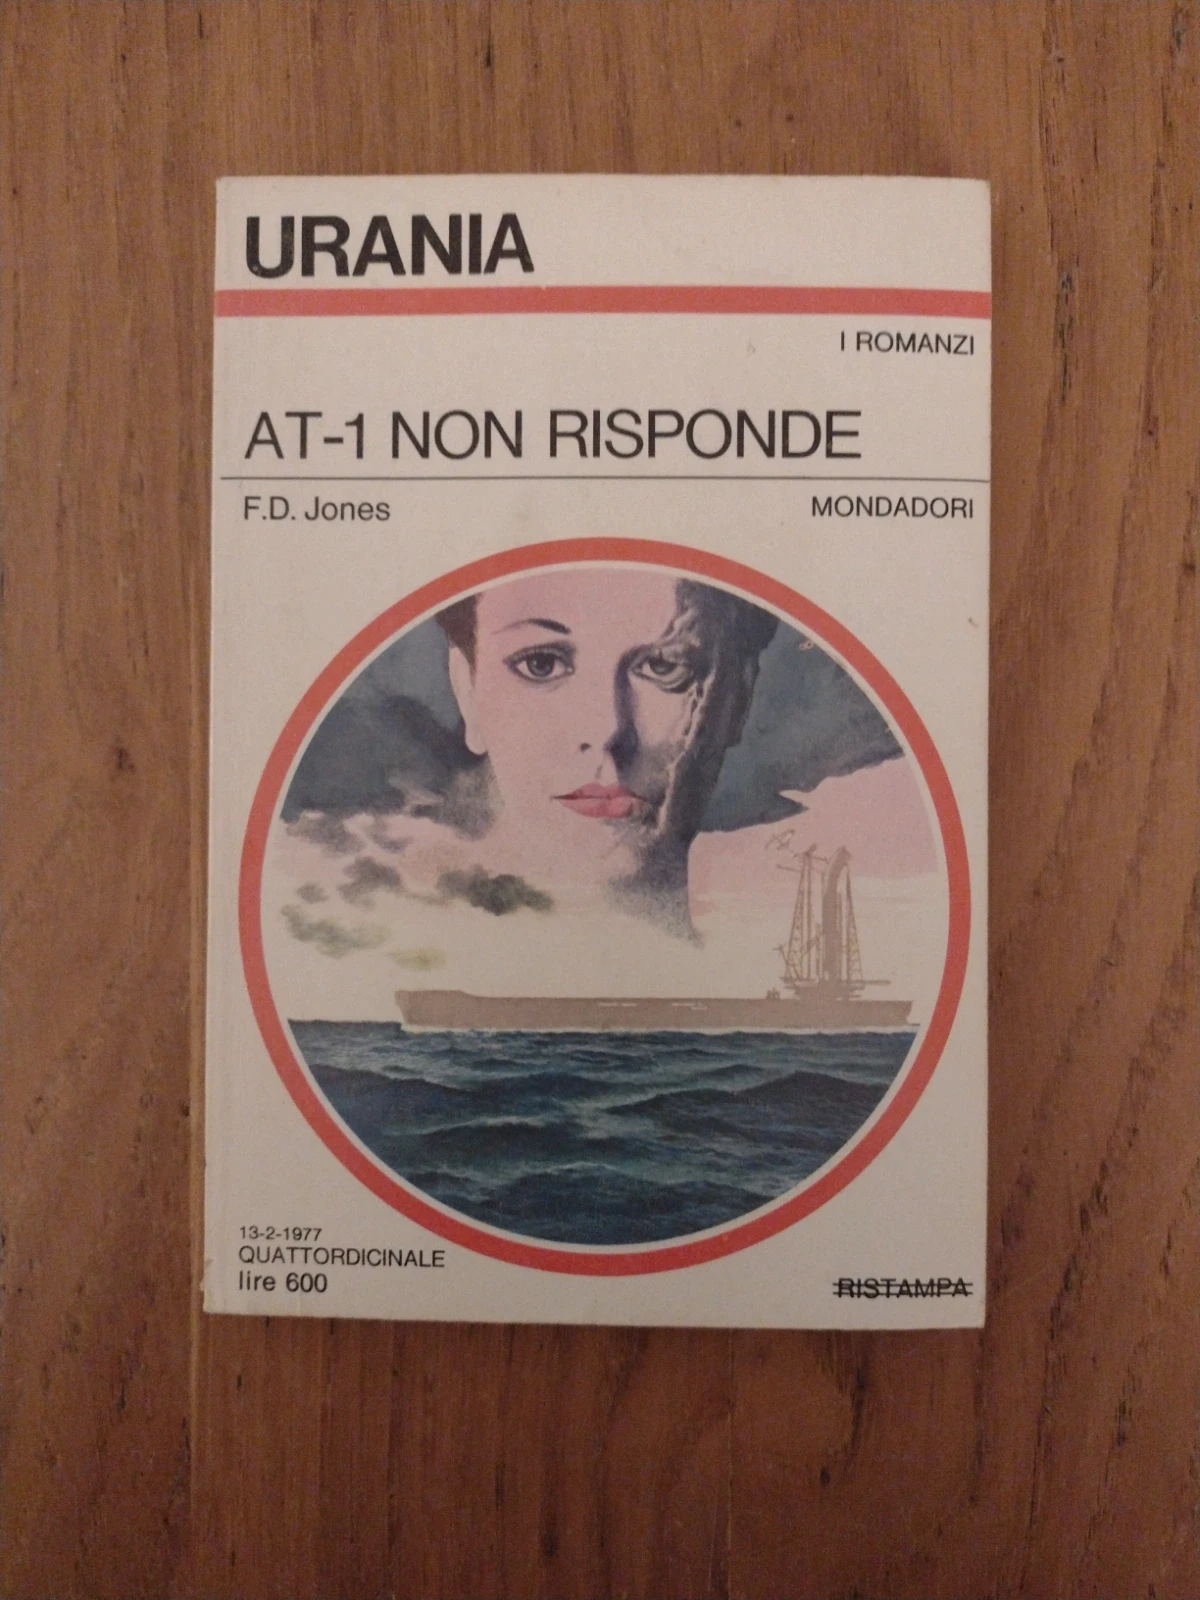 URANIA
I ROMANZI
AT-1 NON RISPONDE
F.D. Jones
MONDADORI
13-2-1977
QUATTORDICINALE
lire 600
RISTAMPA